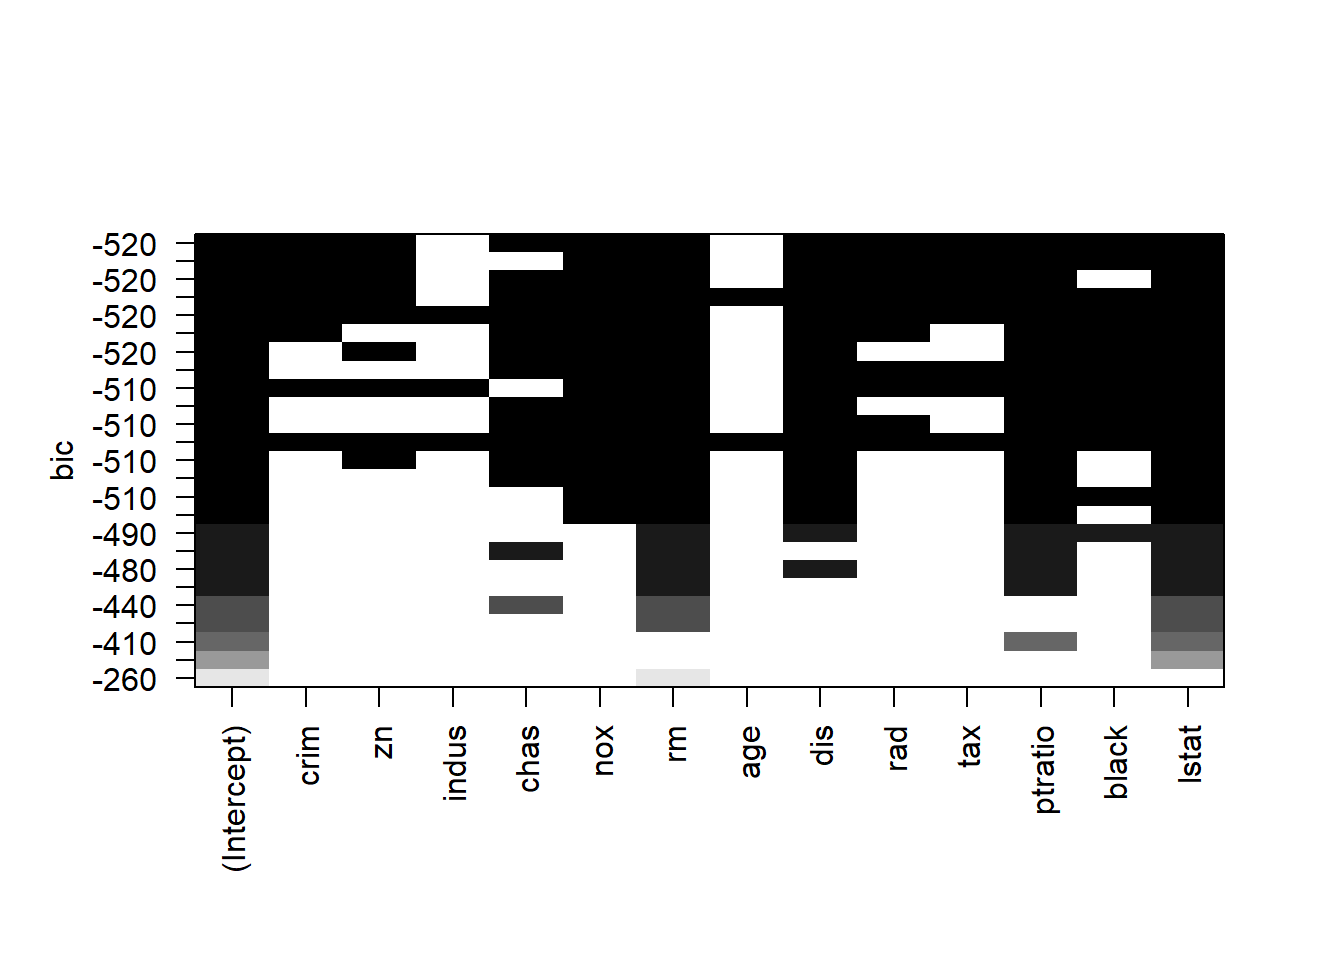 -520
-520
-520
-520
-510
-510
-510
-510
-490
-480
-440
-410
-260
bic
(Intercept)
crim
zn
indus
chas
nox
rm
age
dis
rad
tax
ptratio
black
lstat